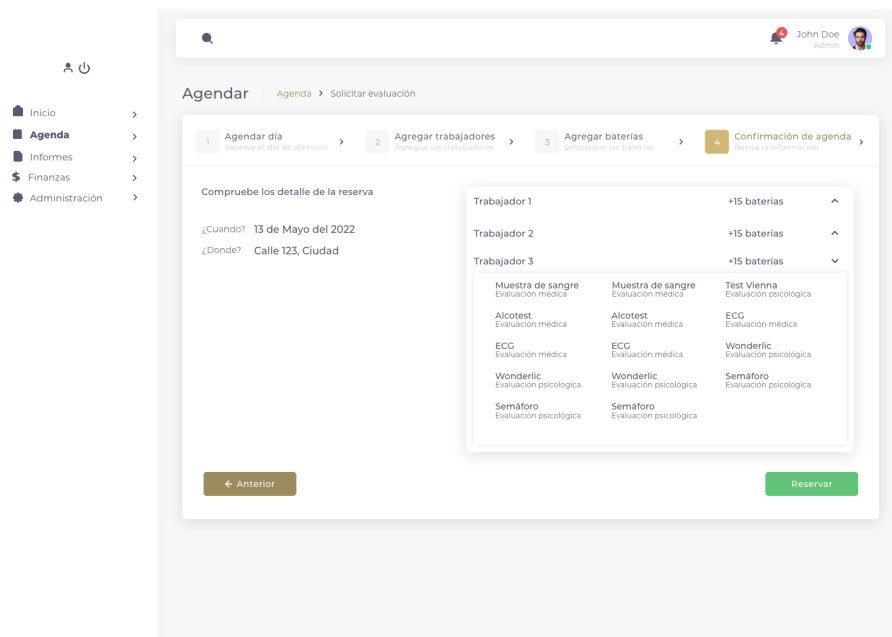 4
John Doe
Admin
Inicio
Agenda
Informes
Finanzas
Administración
Agendar
Agenda > Solicitar evaluación
1 Agendar día
Reserve el día de atención
2 Agregar trabajadores
Agregue los trabajadores
3 Agregar baterías
Seleccione las baterías
4 Confirmación de agenda
Revise la información
Compruebe los detalle de la reserva
¿Cuando? 13 de Mayo del 2022
¿Donde? Calle 123, Ciudad
Trabajador 1 +15 baterías
Trabajador 2 +15 baterías
Trabajador 3 +15 baterías
Muestra de sangre Muestra de sangre Test Vienna
Evaluación médica Evaluación médica Evaluación psicológica
Alcotest Alcotest ECG
Evaluación médica Evaluación médica Evaluación médica
ECG ECG Wonderlic
Evaluación médica Evaluación médica Evaluación psicológica
Wonderlic Wonderlic Semáforo
Evaluación psicológica Evaluación psicológica Evaluación psicológica
Semáforo Semáforo
Evaluación psicológica Evaluación psicológica
← Anterior
Reservar